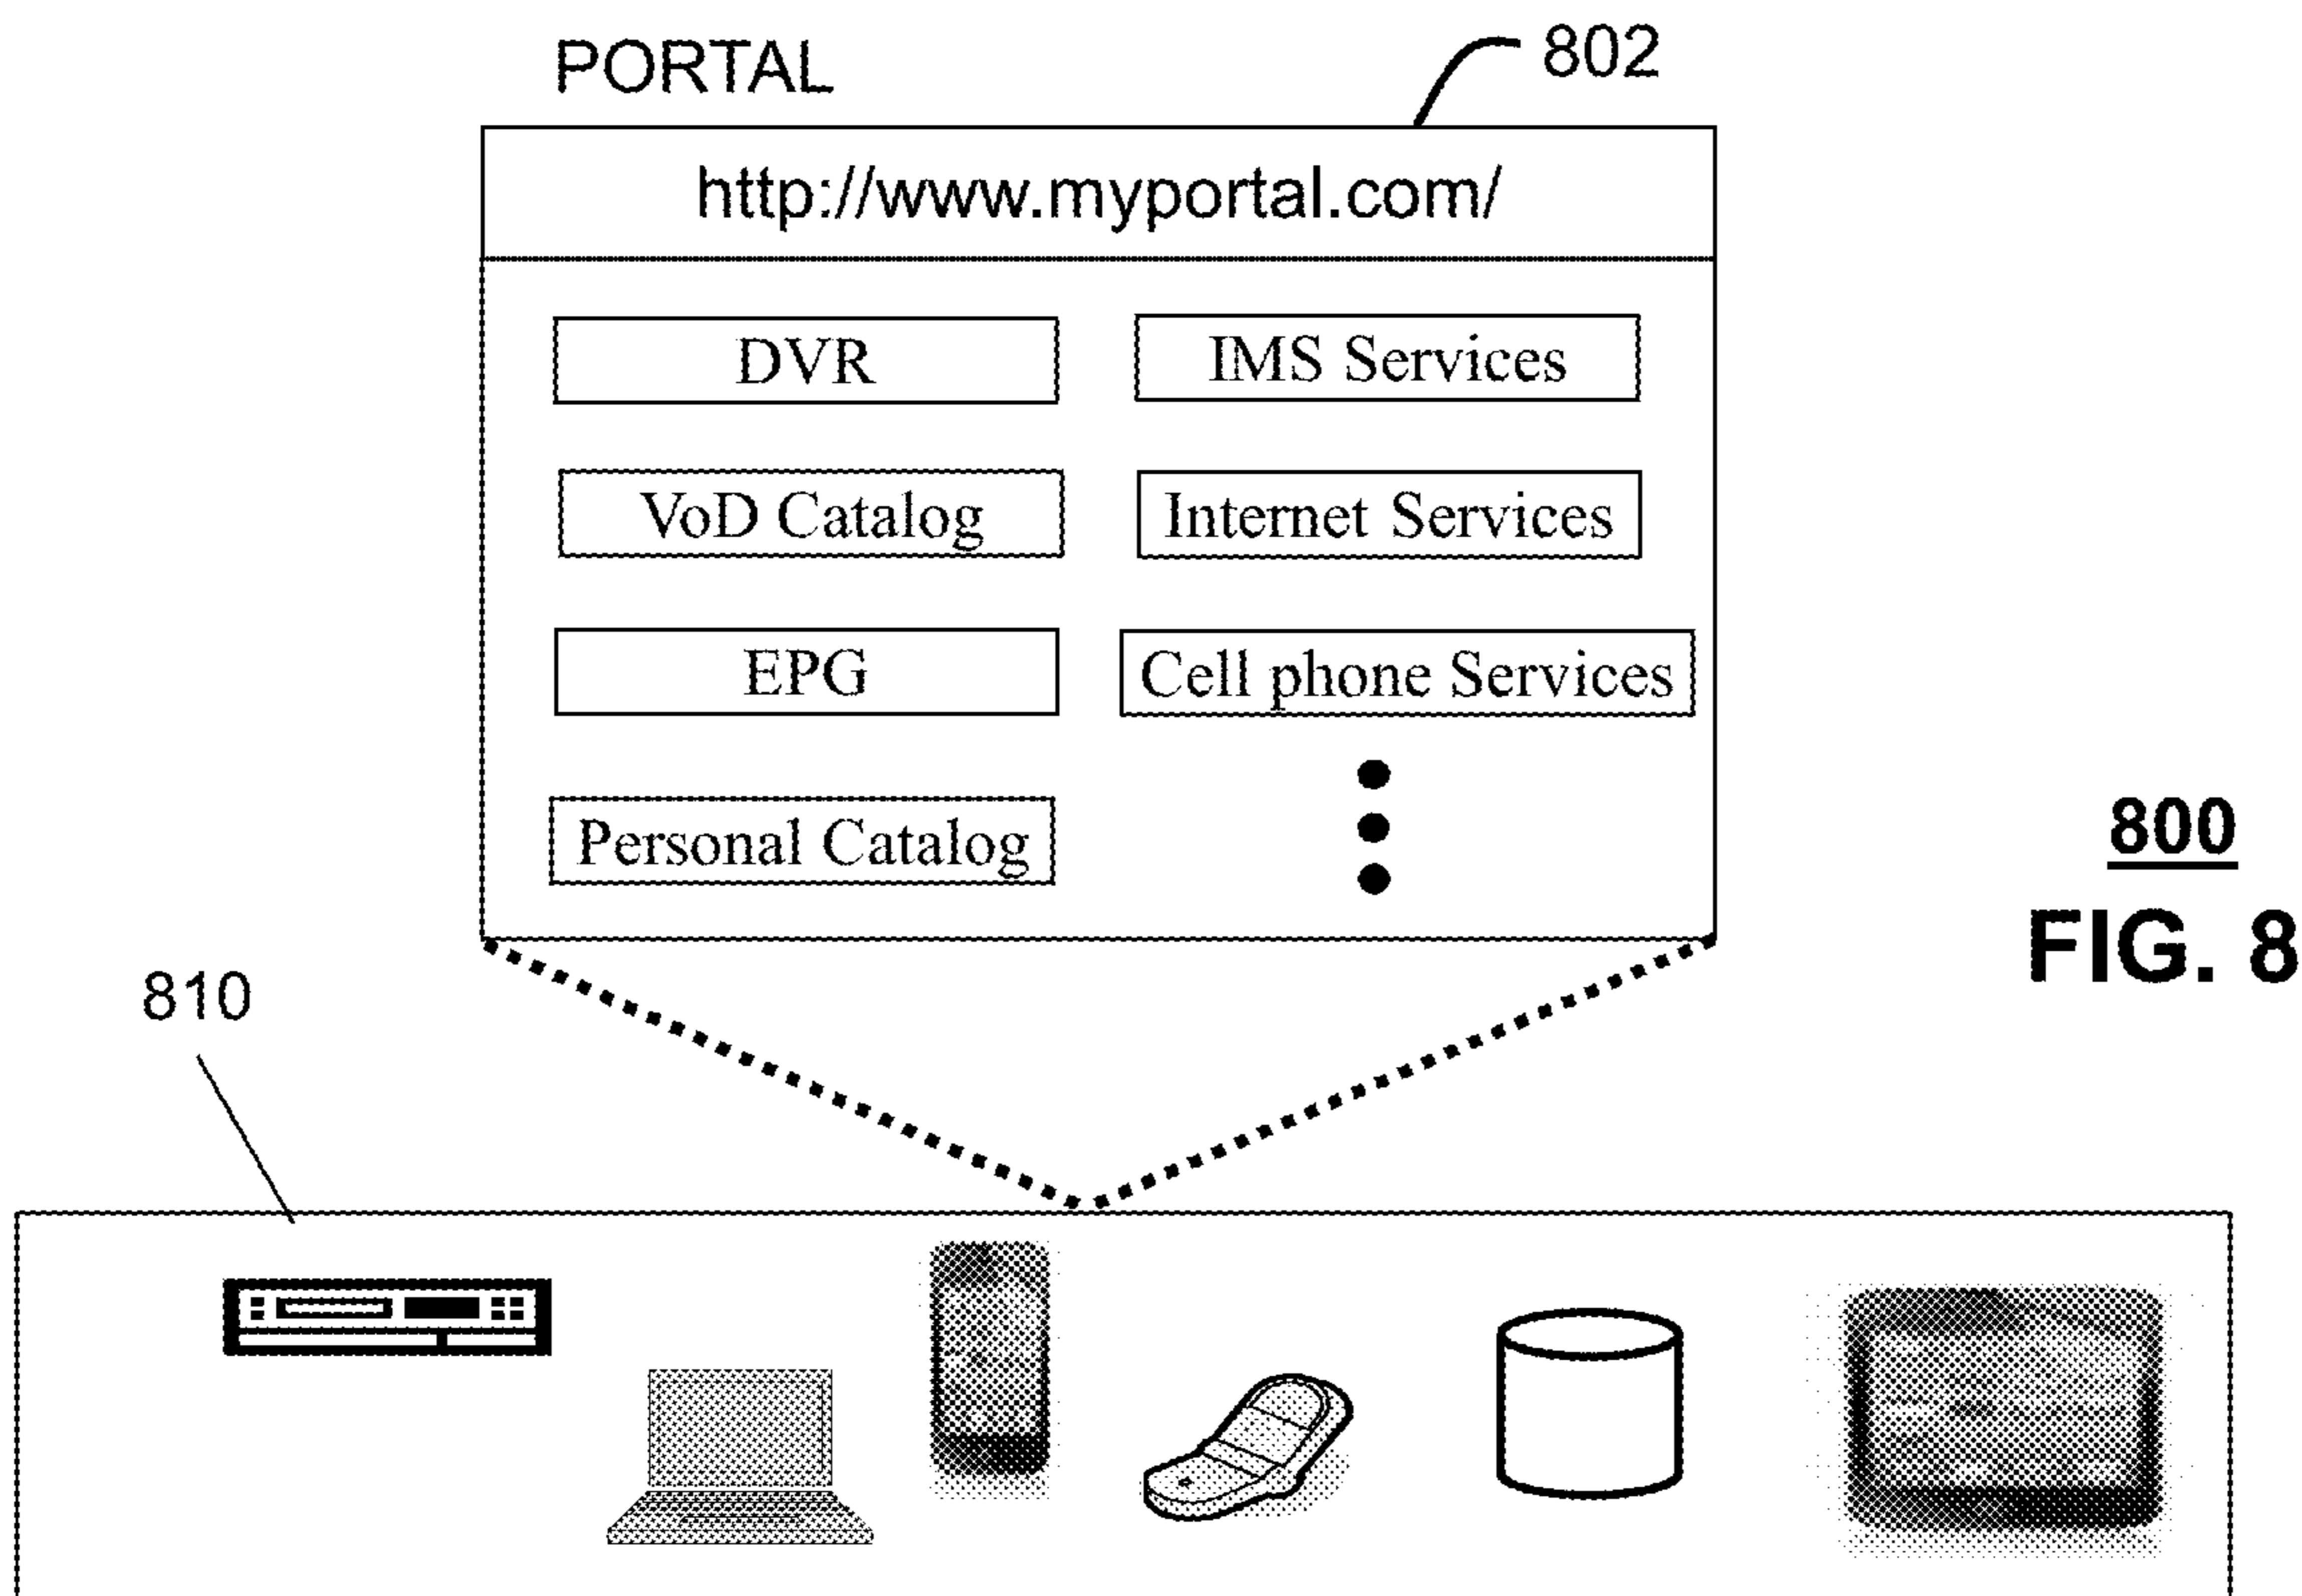 PORTAL
802
http://www.myportal.com/
DVR
IMS Services
VoD Catalog
Internet Services
EPG
Cell phone Services
Personal Catalog
800
FIG. 8
810